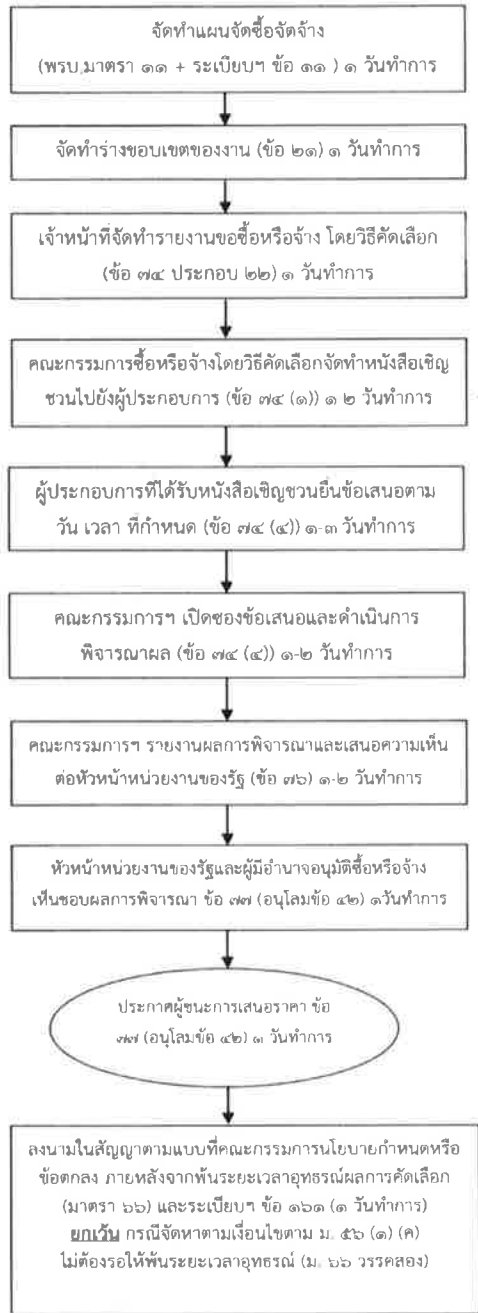 จัดทำแผนจัดซื้อจัดจ้าง
(พรบ.มาตรา ๑๑ + ระเบียบฯ ข้อ ๑๑ ) ๑ วันทำการ
จัดทำร่างขอบเขตของงาน (ข้อ ๒๑) ๑ วันทำการ
เจ้าหน้าที่จัดทำรายงานขอซื้อหรือจ้าง โดยวิธีคัดเลือก
(ข้อ ๗๔ ประกอบ ๒๒) ๑ วันทำการ
คณะกรรมการซื้อหรือจ้างโดยวิธีคัดเลือกจัดทำหนังสือเชิญ
ชวนไปยังผู้ประกอบการ (ข้อ ๗๔ (๑)) ๑ ๒ วันทำการ
ผู้ประกอบการที่ได้รับหนังสือเชิญชวนยื่นข้อเสนอตาม
วัน เวลา ที่กำหนด (ข้อ ๗๔ (๔)) ๑-๓ วันทำการ
คณะกรรมการฯ เปิดซองข้อเสนอและดำเนินการ
พิจารณาผล (ข้อ ๗๔ (๔)) ๑-๒ วันทำการ
คณะกรรมการฯ รายงานผลการพิจารณาและเสนอความเห็น
ต่อหัวหน้าหน่วยงานของรัฐ (ข้อ ๗๖) ๑-๒ วันทำการ
หัวหน้าหน่วยงานของรัฐและผู้มีอำนาจอนุมัติซื้อหรือจ้าง
เห็นชอบผลการพิจารณา ข้อ ๗๗ (อนุโลมข้อ ๔๒) ๑วันทำการ
ประกาศผู้ชนะการเสนอราคา ข้อ
๗๗ (อนุโลมข้อ ๔๒) ๑ วันทำการ
ลงนามในสัญญาตามแบบที่คณะกรรมการนโยบายกำหนดหรือ
ข้อตกลง ภายหลังจากพ้นระยะเวลาอุทธรณ์ผลการคัดเลือก
(มาตรา ๖๖) และระเบียบฯ ข้อ ๑๖๑ (๑ วันทำการ)
ยกเว้น กรณีจัดหาตามเงื่อนไขตาม ม. ๕๖ (๑) (ค)
ไม่ต้องรอให้พ้นระยะเวลาอุทธรณ์ (ม. ๖๖ วรรคสอง)